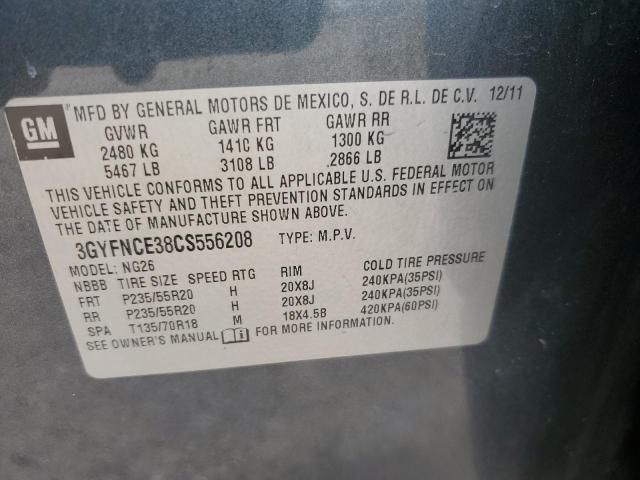 GM
MFD BY GENERAL MOTORS DE MEXICO, S. DE R.L. DE C.V. 12/11
GVWR GAWR FRT GAWR RR
2480 KG 1410 KG 1300 KG
5467 LB 3108 LB 2866 LB
THIS VEHICLE CONFORMS TO ALL APPLICABLE U.S. FEDERAL MOTOR
VEHICLE SAFETY AND THEFT PREVENTION STANDARDS IN EFFECT ON
THE DATE OF MANUFACTURE SHOWN ABOVE.
3GYFNCE38CS556208 TYPE: M.P.V.
MODEL: NG26
NBBB TIRE SIZE SPEED RTG RIM COLD TIRE PRESSURE
FRT P235/55R20 H 20X8J 240KPA(35PSI)
RR P235/55R20 H 20X8J 240KPA(35PSI)
SPA T135/70R18 M 18X4.5B 420KPA(60PSI)
SEE OWNER'S MANUAL FOR MORE INFORMATION.